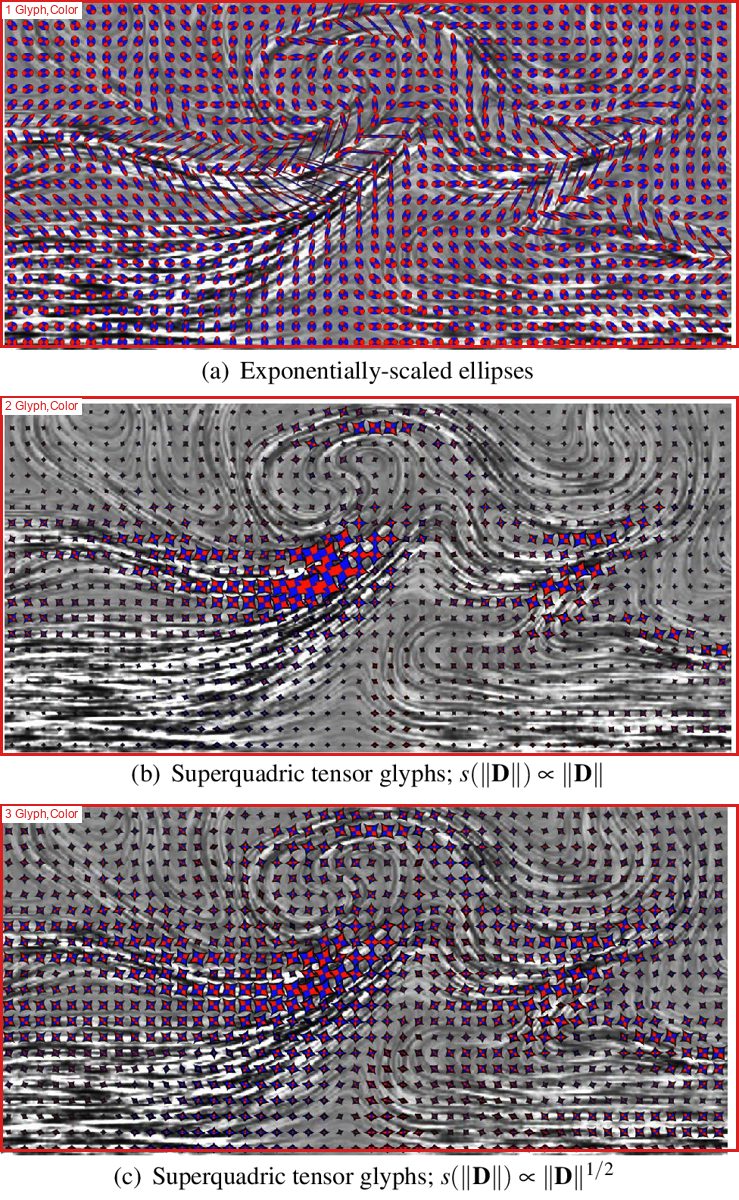 1 Glyph,Color
(a) Exponentially-scaled ellipses
2 Glyph,Color
(b) Superquadric tensor glyphs; s(‖D‖) ∝ ‖D‖
3 Glyph,Color
(c) Superquadric tensor glyphs; s(‖D‖) ∝ ‖D‖^{1/2}